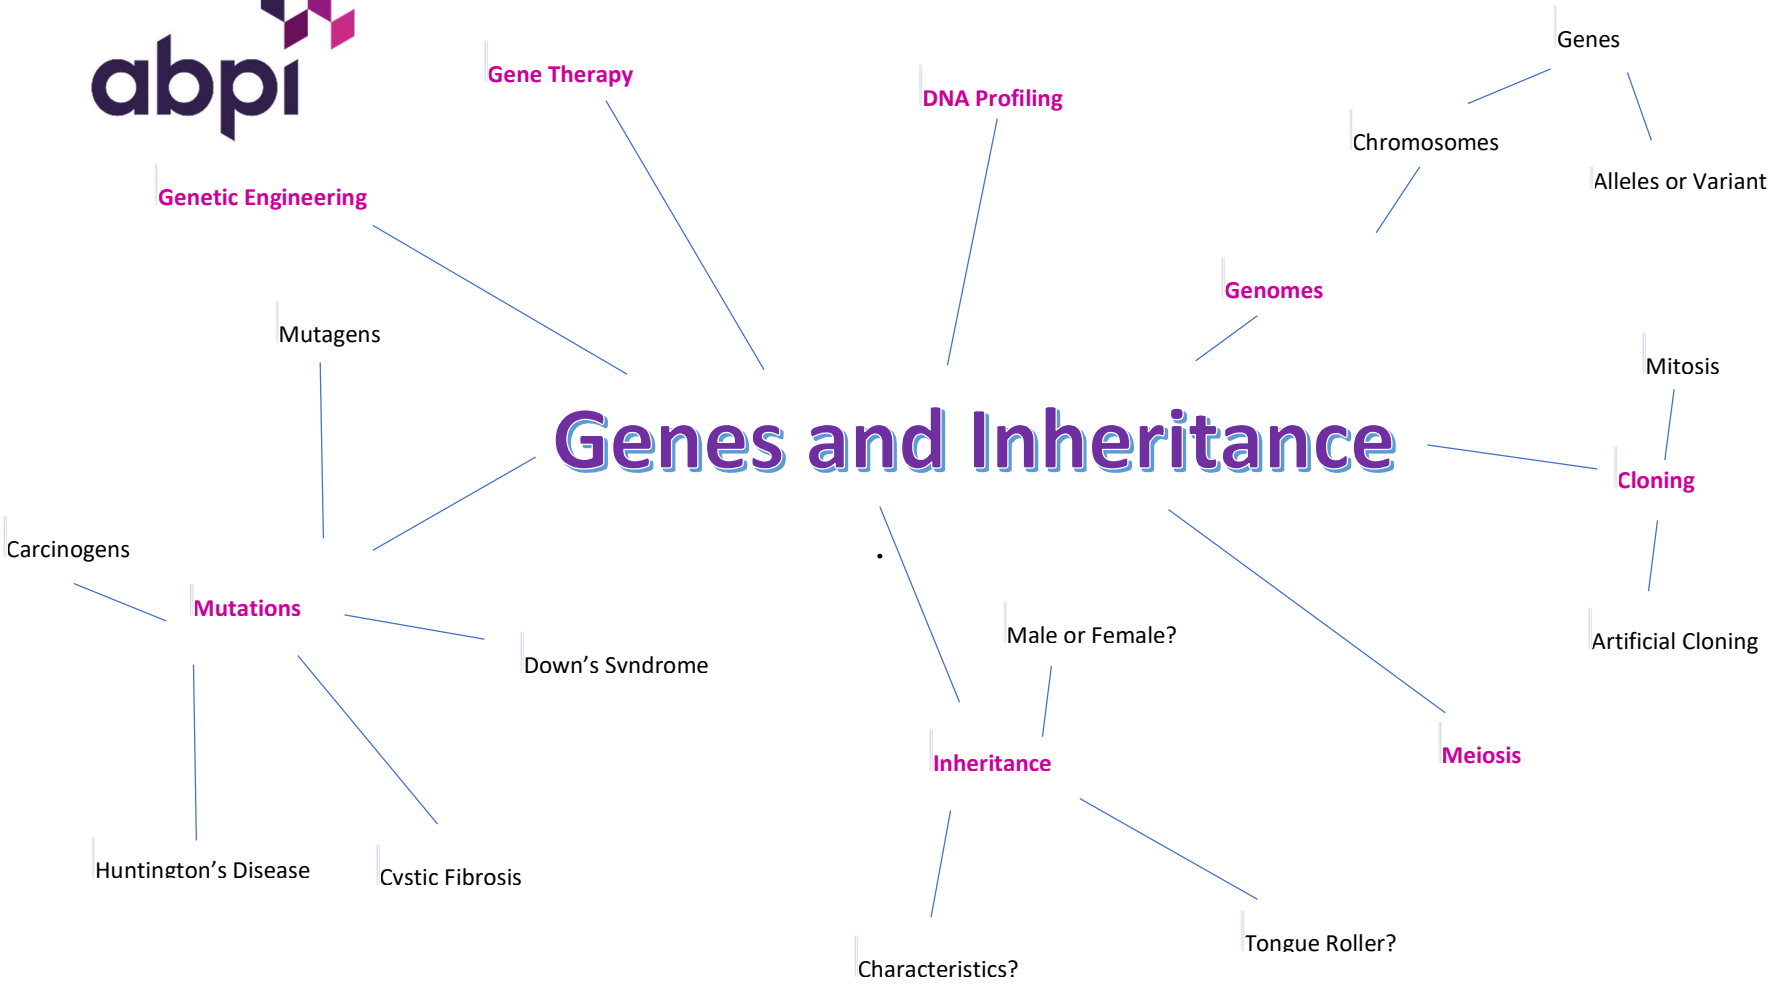 abpi
Genes
Gene Therapy
DNA Profiling
Chromosomes
Alleles or Variant
Genetic Engineering
Genomes
Mutagens
Mitosis
Genes and Inheritance
Cloning
Carcinogens
Mutations
Male or Female?
Artificial Cloning
Down's Syndrome
Inheritance
Meiosis
Huntington's Disease
Cystic Fibrosis
Tongue Roller?
Characteristics?